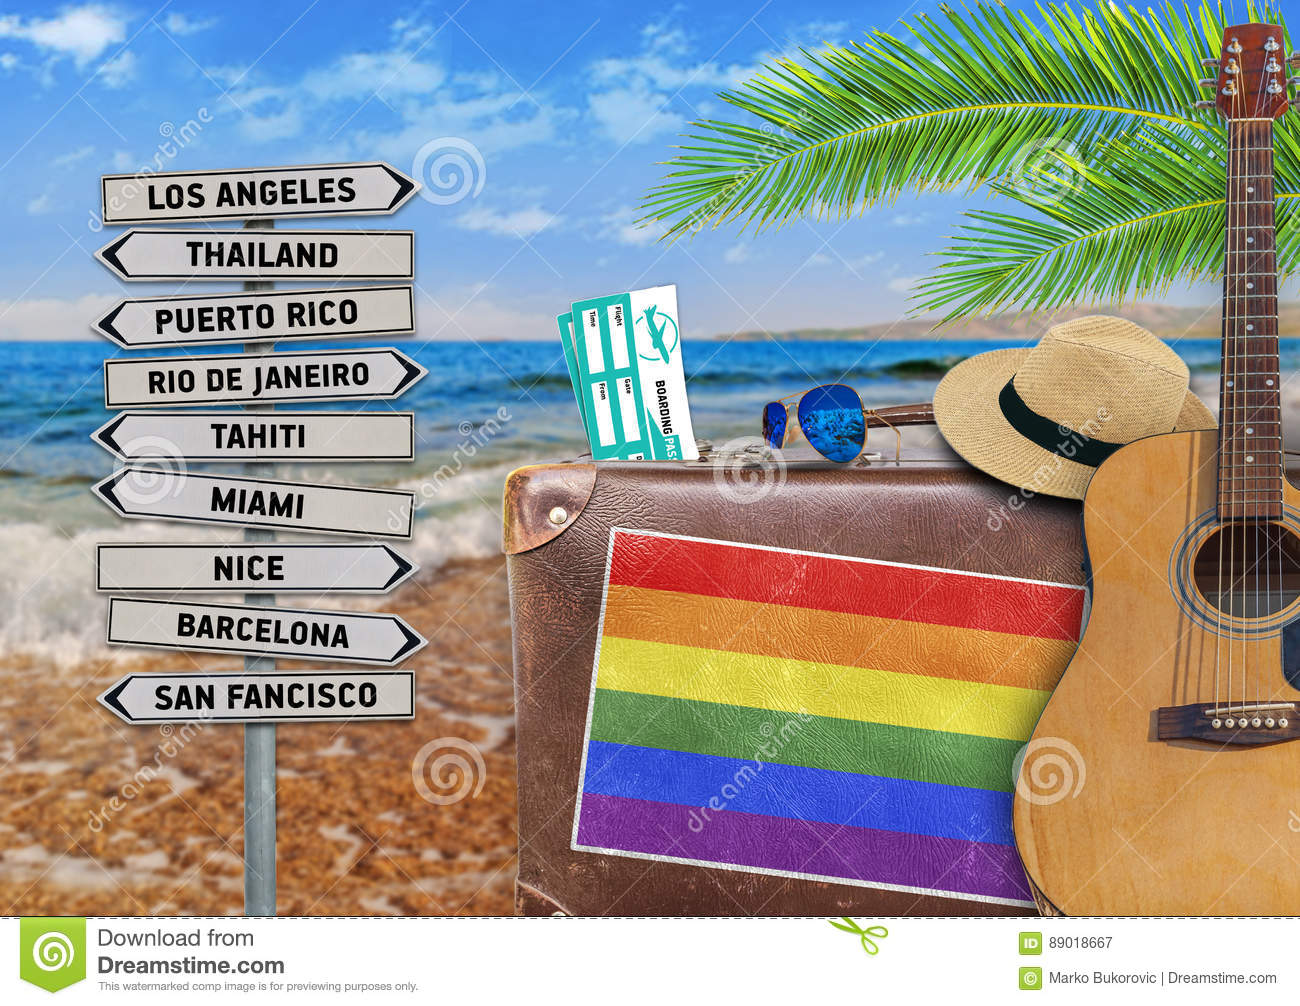 LOS ANGELES
THAILAND
PUERTO RICO
RIO DE JANEIRO
TAHITI
MIAMI
NICE
BARCELONA
SAN FANCISCO
Flight
Time
Gate
From
BOARDING PAS
dreamstime
Download from
Dreamstime.com
This watermarked comp image is for previewing purposes only.
ID 89018667
© Marko Bukorovic | Dreamstime.com